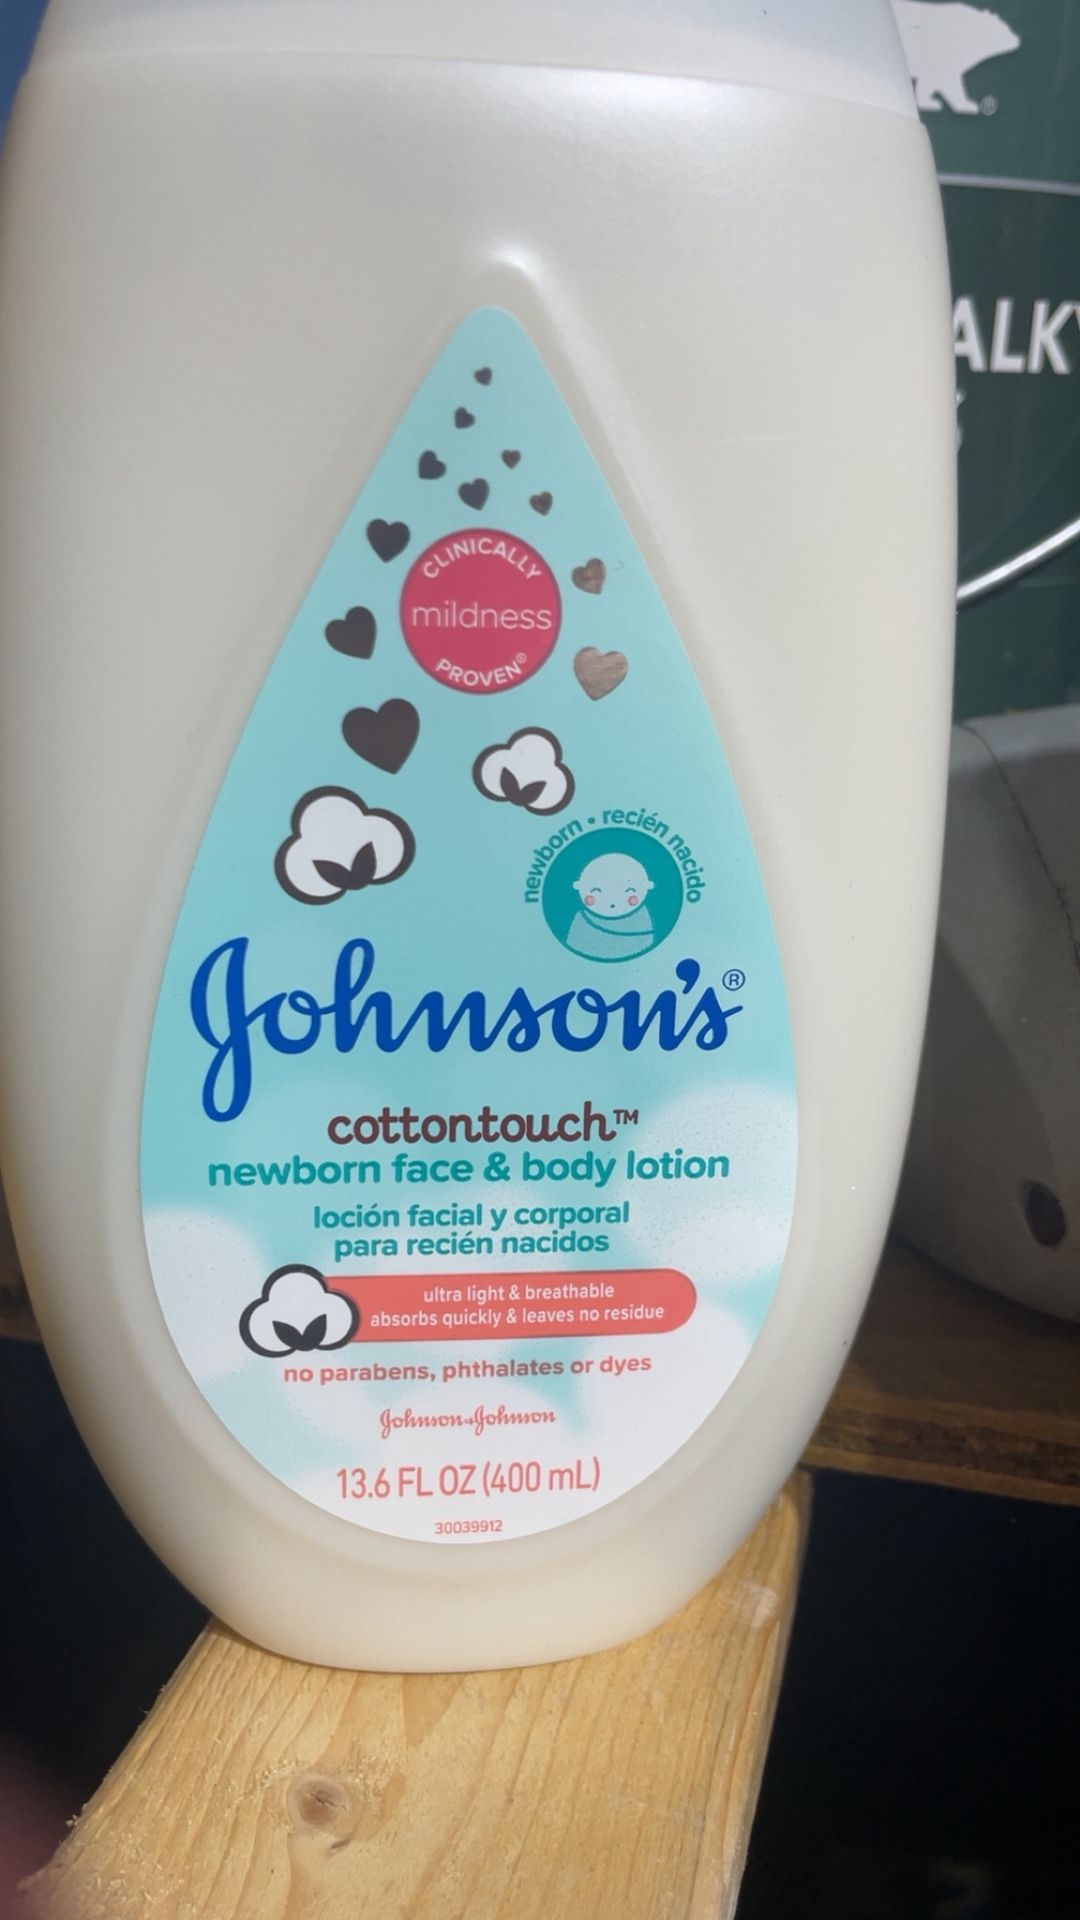 CLINICALLY
mildness
PROVEN®
newborn • recién nacido
Johnson's®
cottontouch™
newborn face & body lotion
loción facial y corporal
para recién nacidos
ultra light & breathable
absorbs quickly & leaves no residue
no parabens, phthalates or dyes
Johnson & Johnson
13.6 FL OZ (400 mL)
30039912
®
ALK